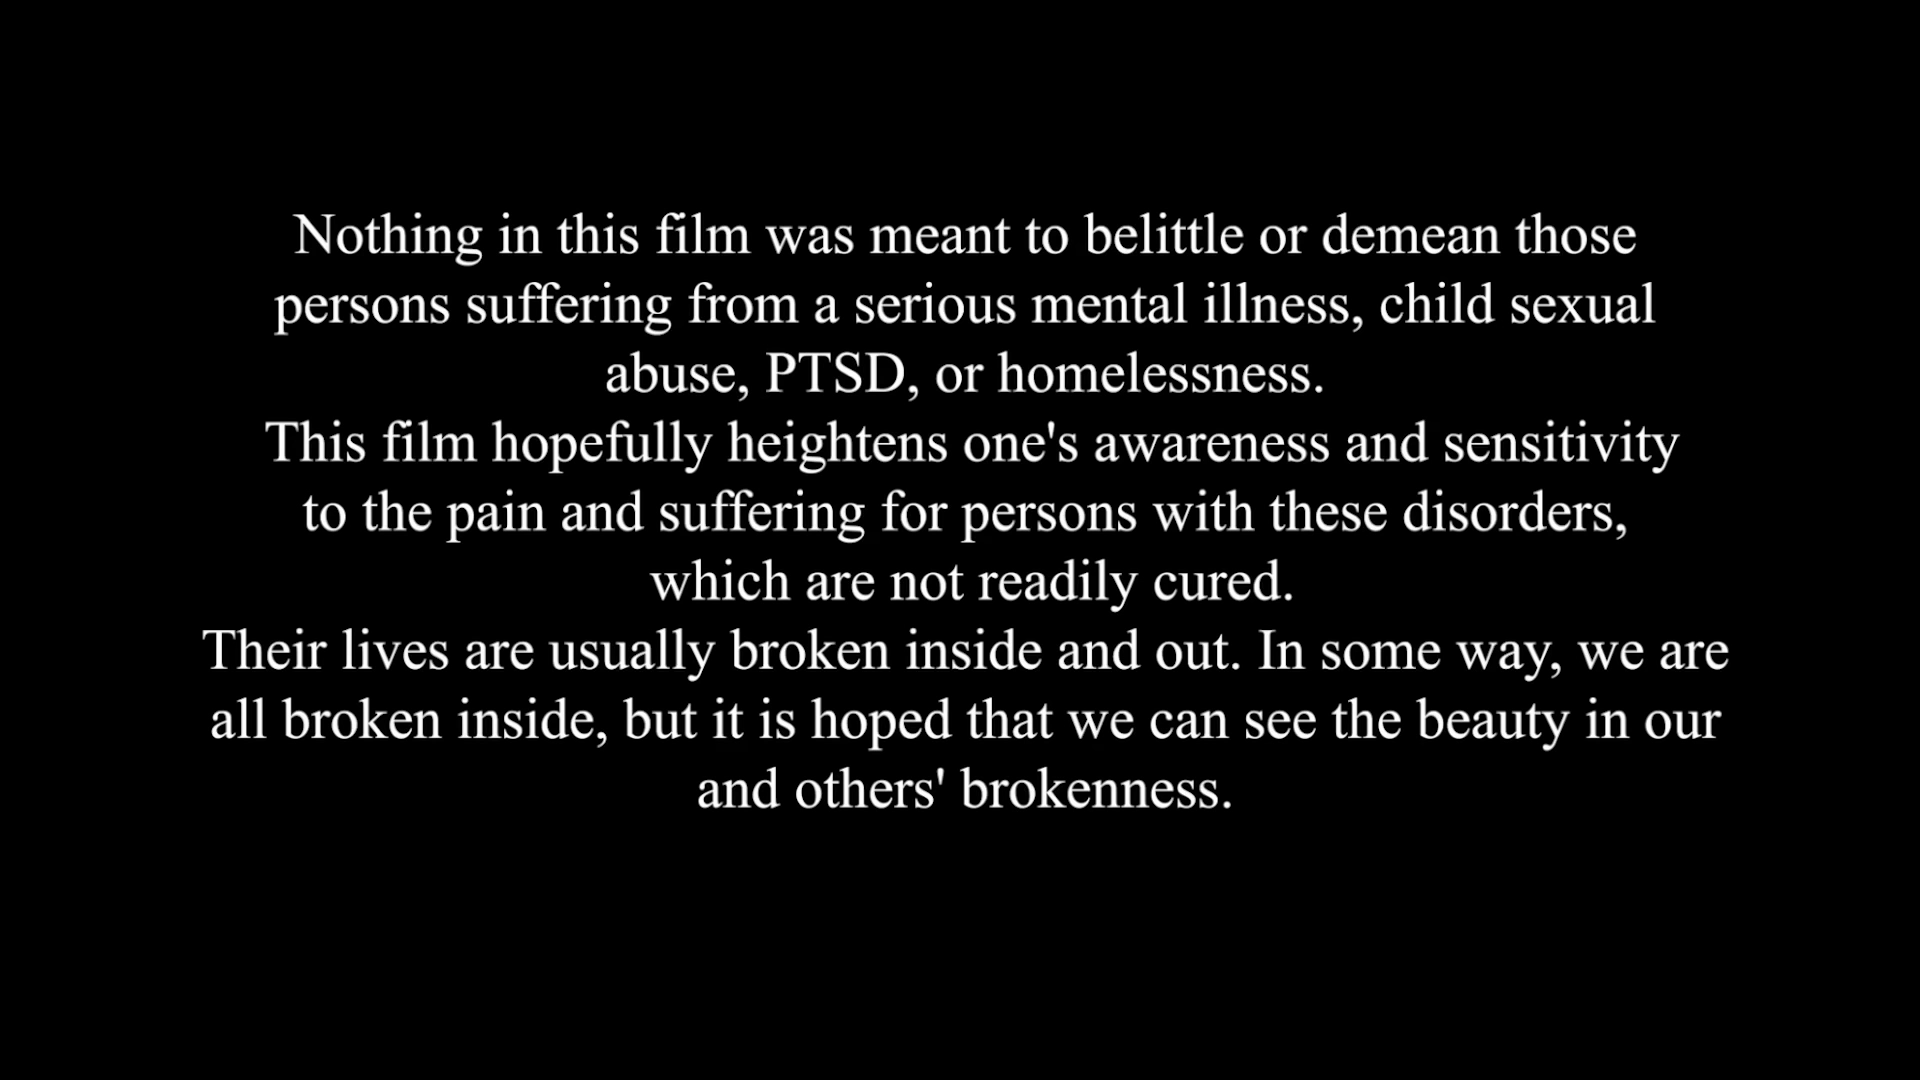 Nothing in this film was meant to belittle or demean those
persons suffering from a serious mental illness, child sexual
abuse, PTSD, or homelessness.
This film hopefully heightens one's awareness and sensitivity
to the pain and suffering for persons with these disorders,
which are not readily cured.
Their lives are usually broken inside and out. In some way, we are
all broken inside, but it is hoped that we can see the beauty in our
and others' brokenness.